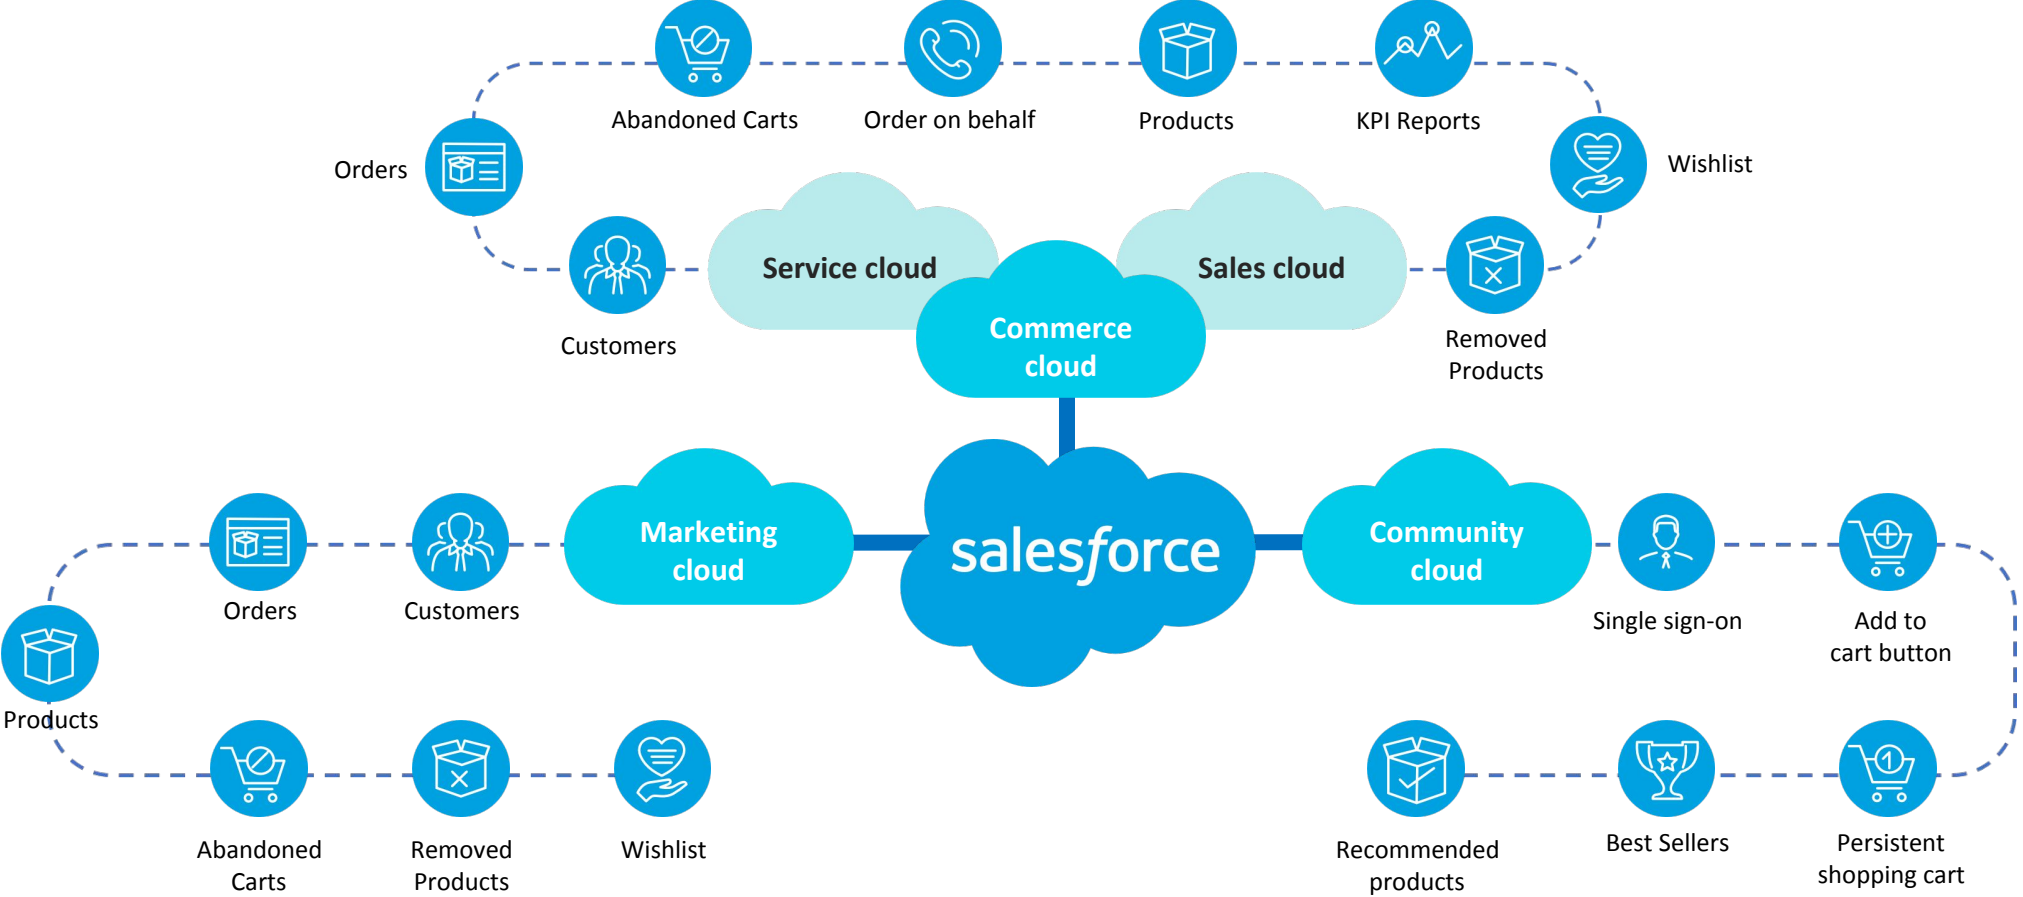 Abandoned Carts
Order on behalf
Products
KPI Reports
Orders
Wishlist
Service cloud
Sales cloud
Customers
Commerce
cloud
Removed
Products
Marketing
cloud
salesforce
Community
cloud
Orders
Customers
Single sign-on
Add to
cart button
Products
Abandoned
Carts
Removed
Products
Wishlist
Recommended
products
Best Sellers
1
Persistent
shopping cart